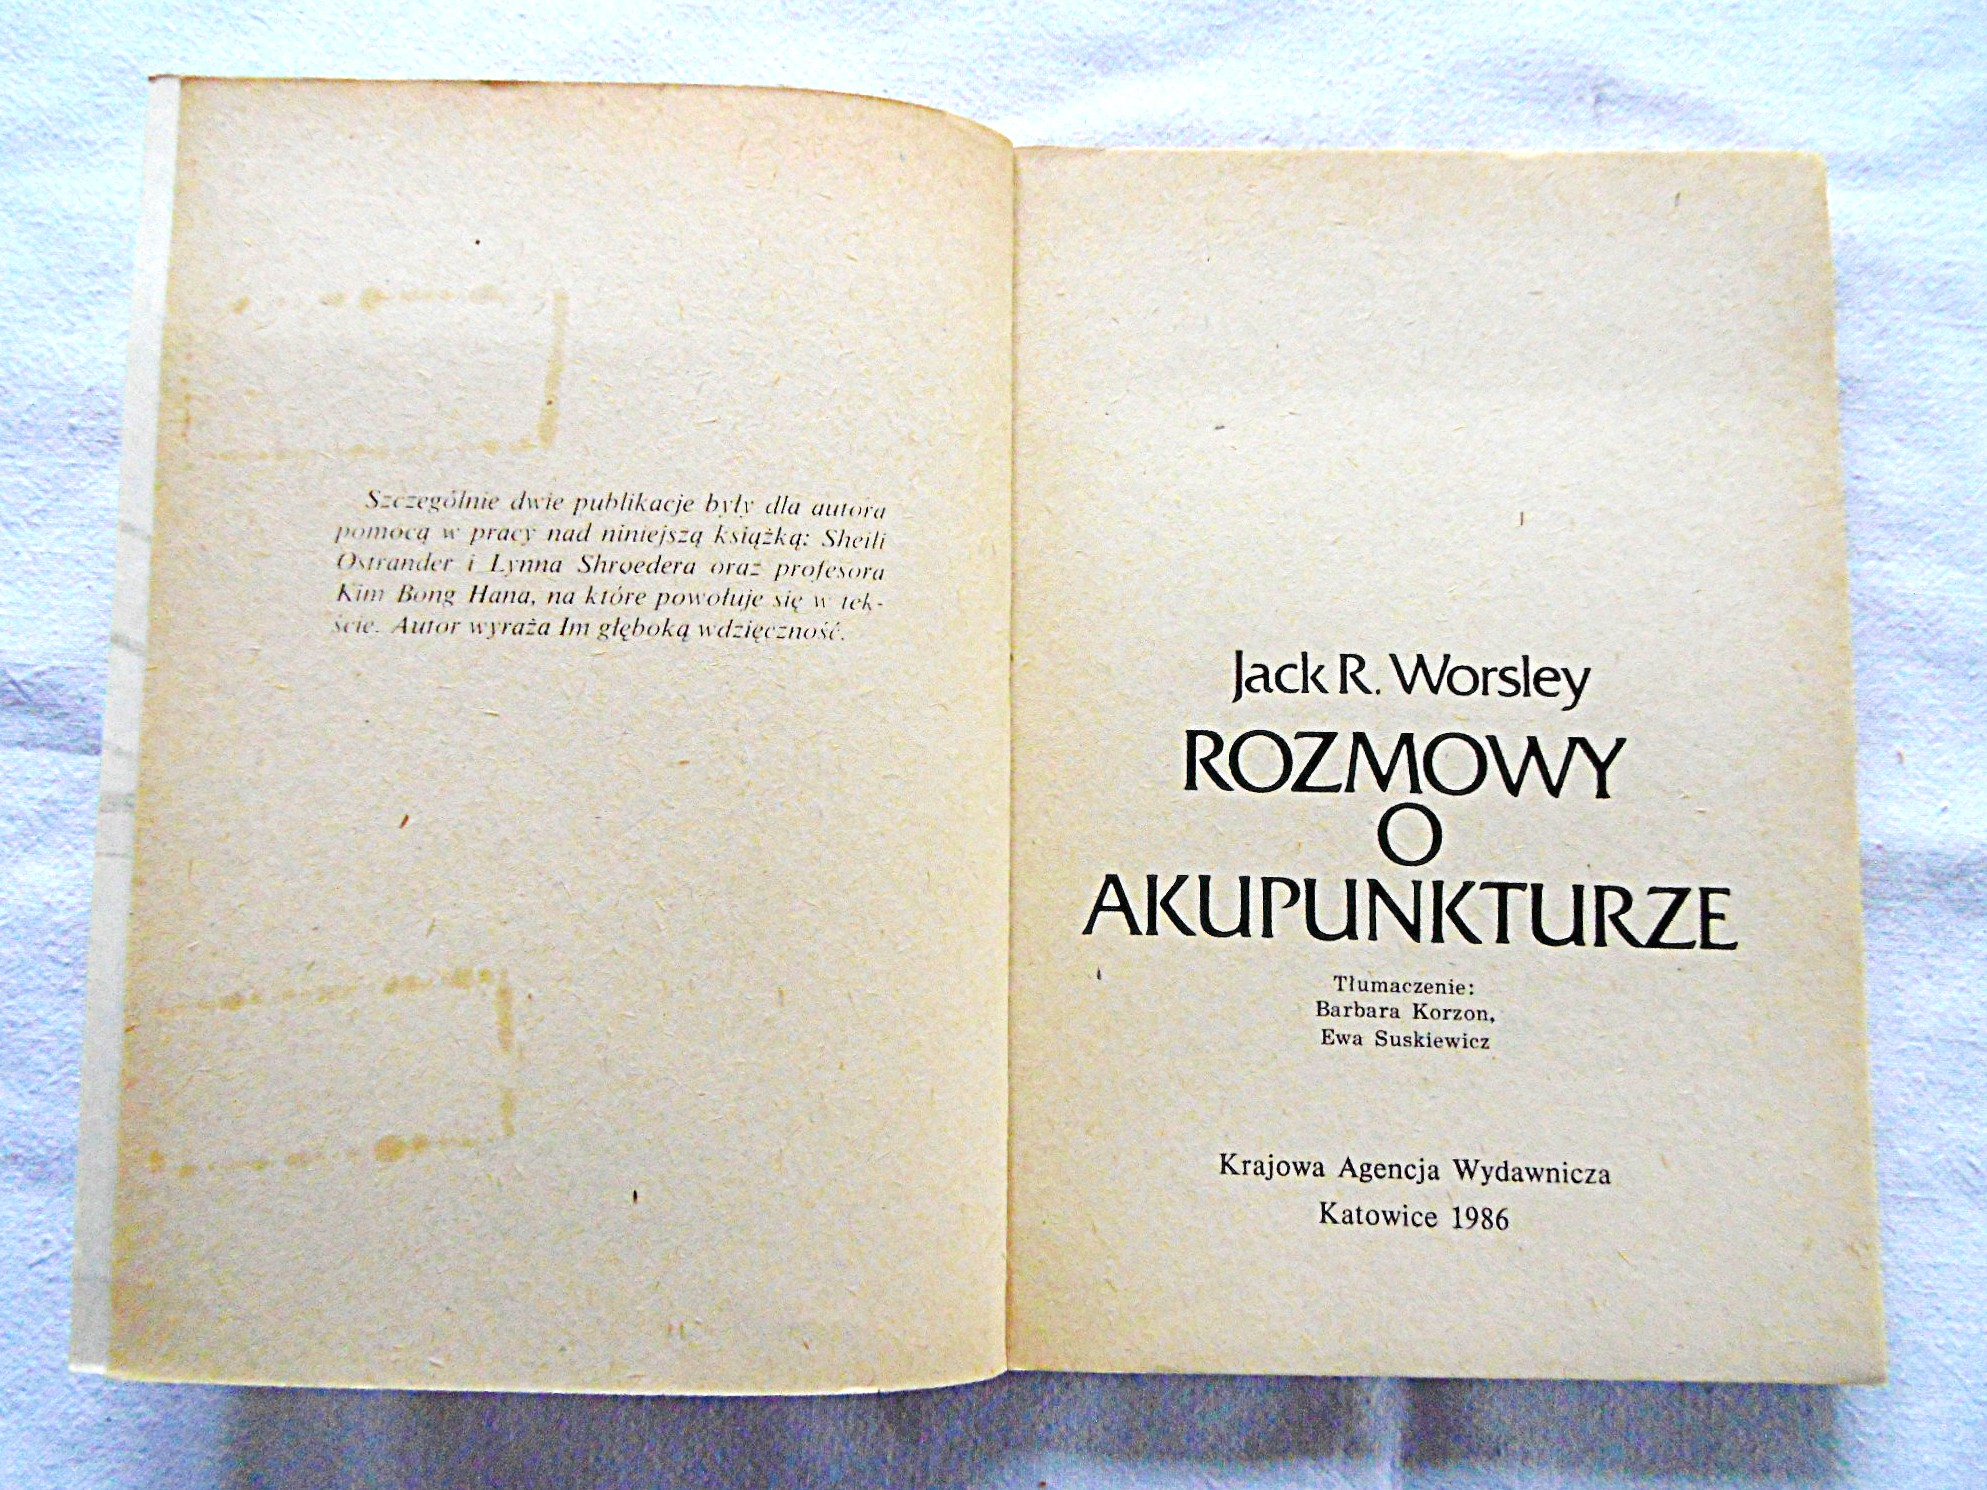 Szczególnie dwie publikacje były dla autora
pomocą w pracy nad niniejszą książką: Sheili
Ostrander i Lynna Shroedera oraz profesora
Kim Bong Hana, na które powołuje się w tek-
ście. Autor wyraża Im głęboką wdzięczność.
Jack R. Worsley
ROZMOWY
O
AKUPUNKTURZE
Tłumaczenie:
Barbara Korzon,
Ewa Suskiewicz
Krajowa Agencja Wydawnicza
Katowice 1986